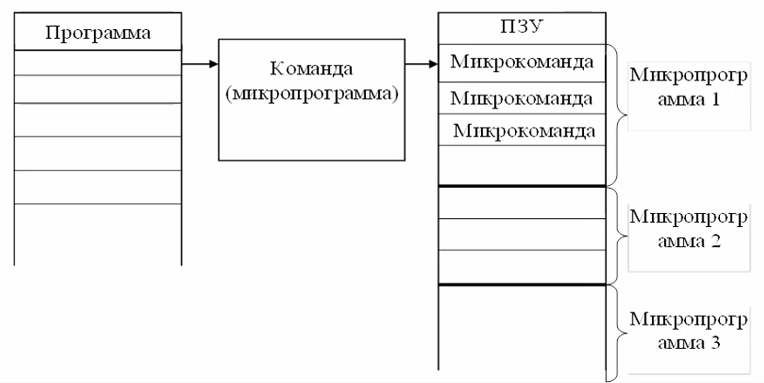 Программа
Команда
(микропрограмма)
ПЗУ
Микрокоманда
Микрокоманда
Микрокоманда
Микропрогр
амма 1
Микропрогр
амма 2
Микропрогр
амма 3